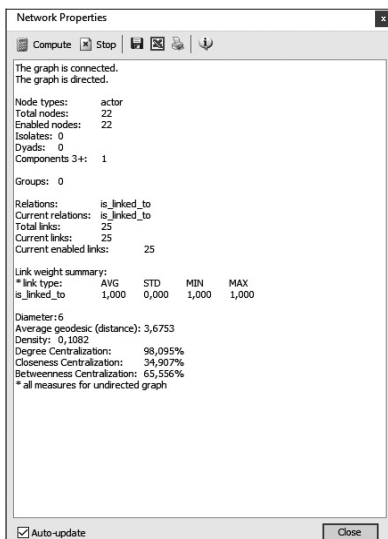 Network Properties x
Compute Stop
The graph is connected.
The graph is directed.
Node types: actor
Total nodes: 22
Enabled nodes: 22
Isolates: 0
Dyads: 0
Components 3+: 1
Groups: 0
Relations: is_linked_to
Current relations: is_linked_to
Total links: 25
Current links: 25
Current enabled links: 25
Link weight summary:
* link type: AVG STD MIN MAX
is_linked_to 1,000 0,000 1,000 1,000
Diameter:6
Average geodesic (distance): 3,6753
Density: 0,1082
Degree Centralization: 98,095%
Closeness Centralization: 34,907%
Betweenness Centralization: 65,556%
* all measures for undirected graph
Auto-update Close